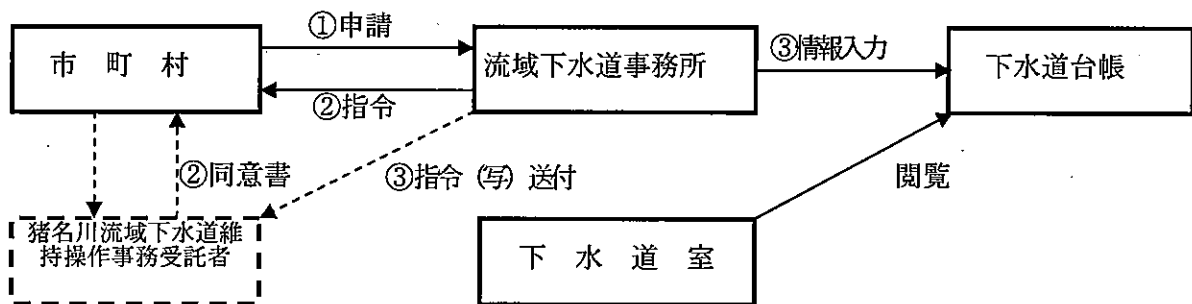 ①申請
市 町 村
流域下水道事務所
③情報入力
下水道台帳
②指令
②同意書
③指令(写)送付
閲覧
猪名川流域下水道維
持操作事務受託者
下 水 道 室